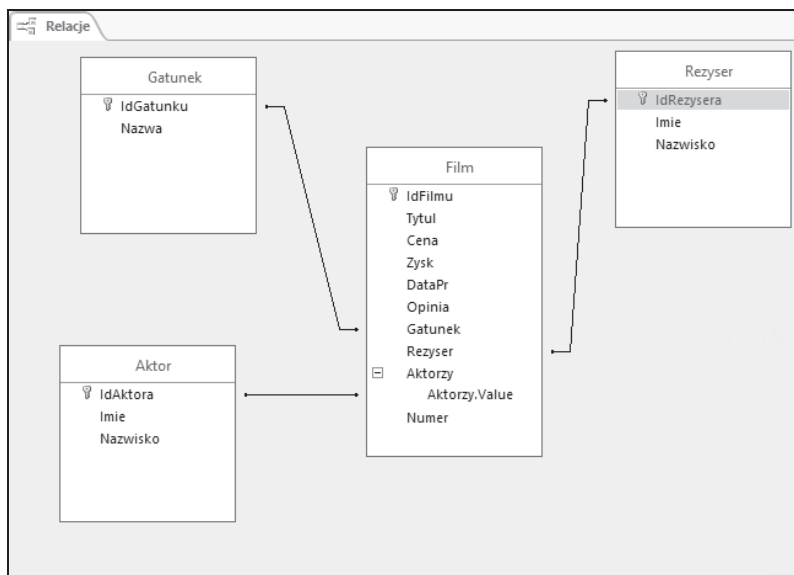 Relacje
Gatunek
IdGatunku
Nazwa
Rezyser
IdRezysera
Imie
Nazwisko
Film
IdFilmu
Tytul
Cena
Zysk
DataPr
Opinia
Gatunek
Rezyser
Aktorzy
Aktorzy.Value
Numer
Aktor
IdAktora
Imie
Nazwisko